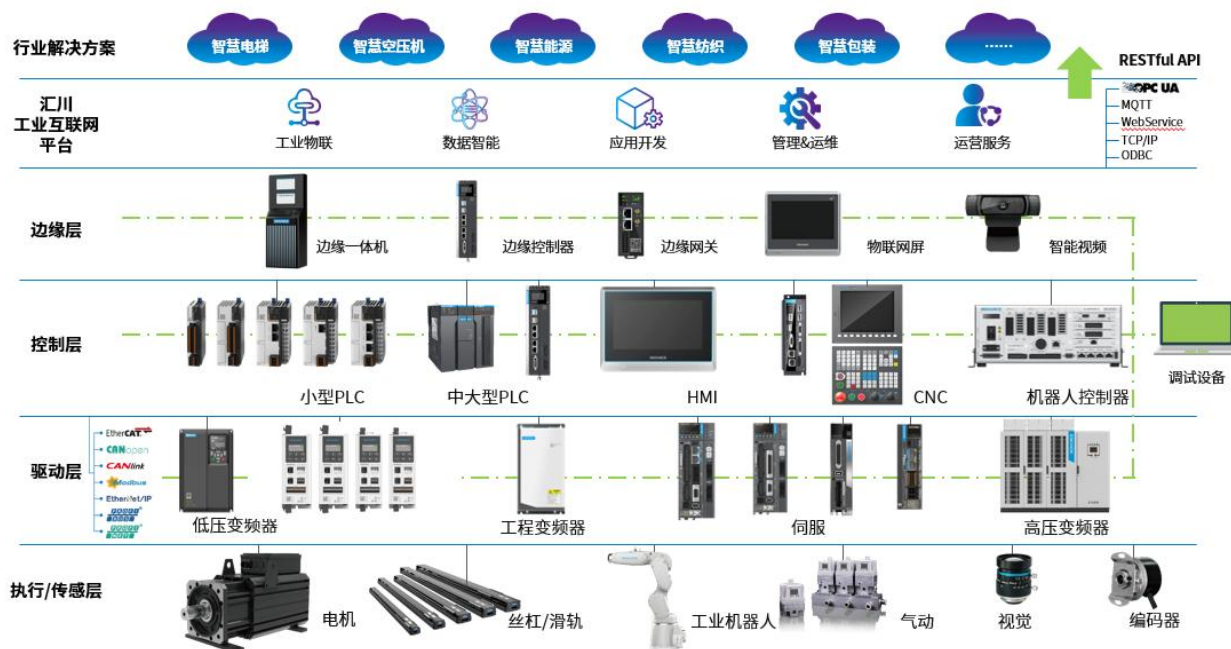 行业解决方案
智慧电梯
智慧空压机
智慧能源
智慧纺织
智慧包装
......
RESTful API
汇川
工业互联网
平台
工业物联
数据智能
应用开发
管理&运维
运营服务
OPC UA
MQTT
WebService
TCP/IP
ODBC
边缘层
边缘一体机
边缘控制器
边缘网关
物联网屏
智能视频
控制层
小型PLC
中大型PLC
HMI
CNC
机器人控制器
调试设备
驱动层
EtherCAT
CANopen
CANlink
Modbus
EtherNet/IP
低压变频器
工程变频器
伺服
高压变频器
执行/传感层
电机
丝杠/滑轨
工业机器人
气动
视觉
编码器